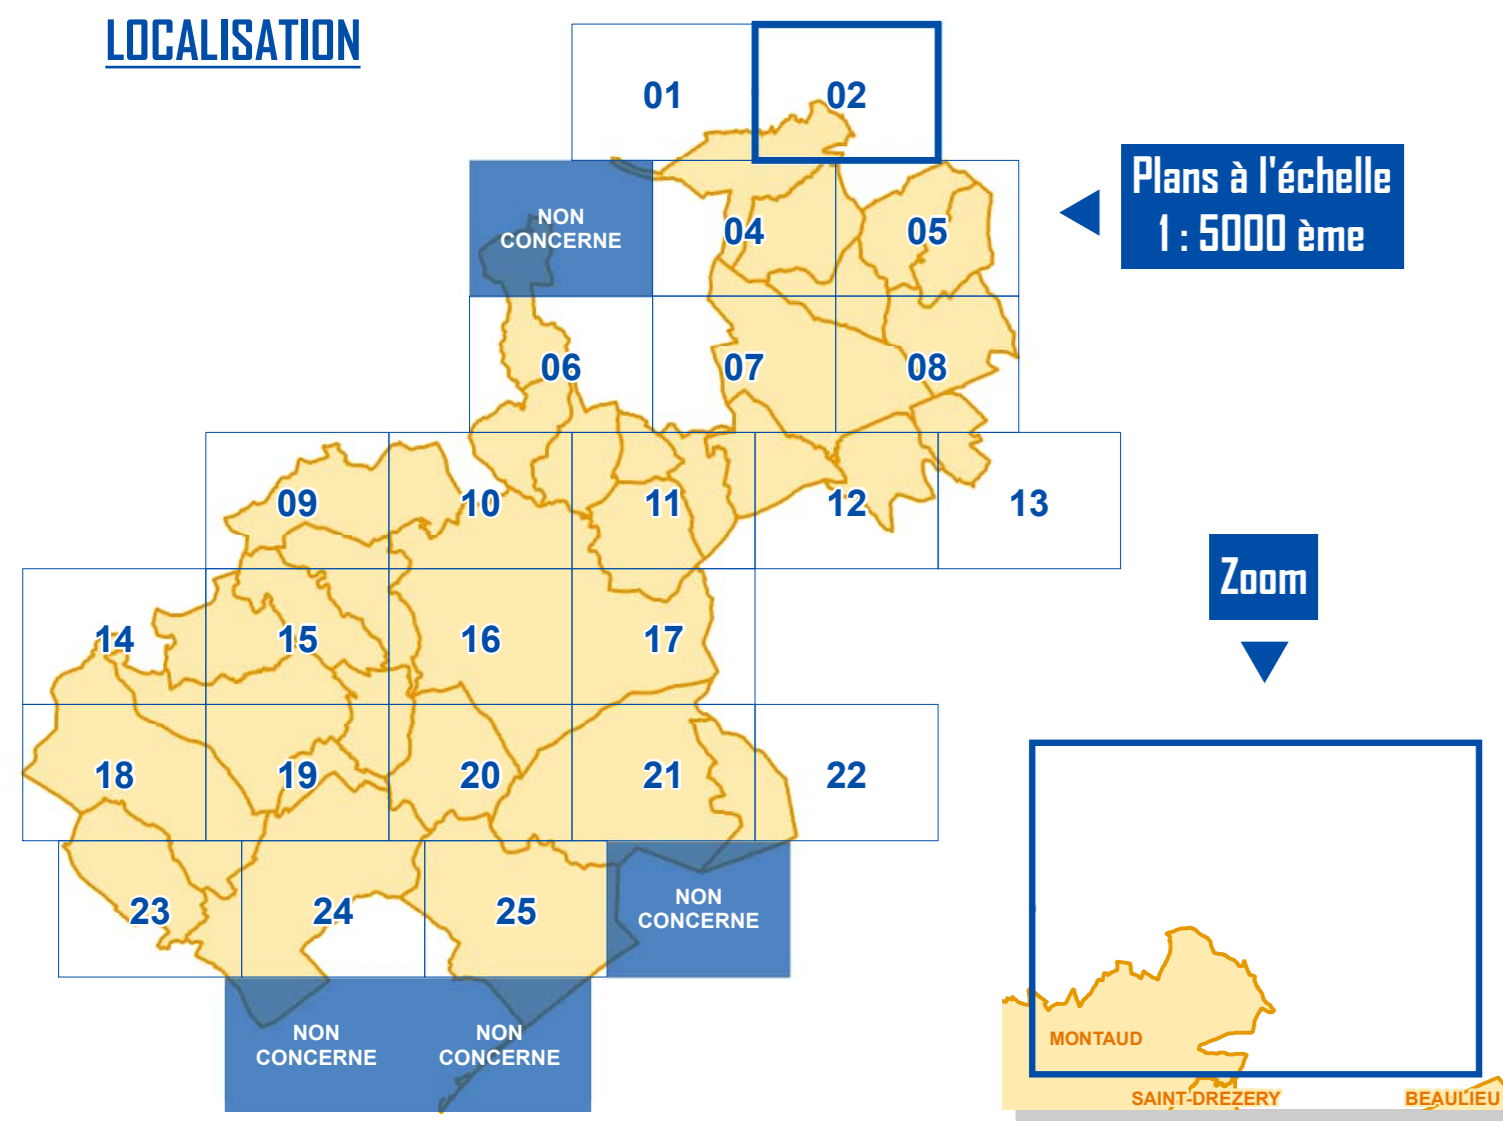 LOCALISATION
01
02
Plans à l'échelle
1 : 5000 ème
NON
CONCERNE
04
05
06
07
08
09
10
11
12
13
Zoom
14
15
16
17
18
19
20
21
22
23
24
25
NON
CONCERNE
NON
CONCERNE
NON
CONCERNE
MONTAUD
SAINT-DREZERY
BEAULIEU